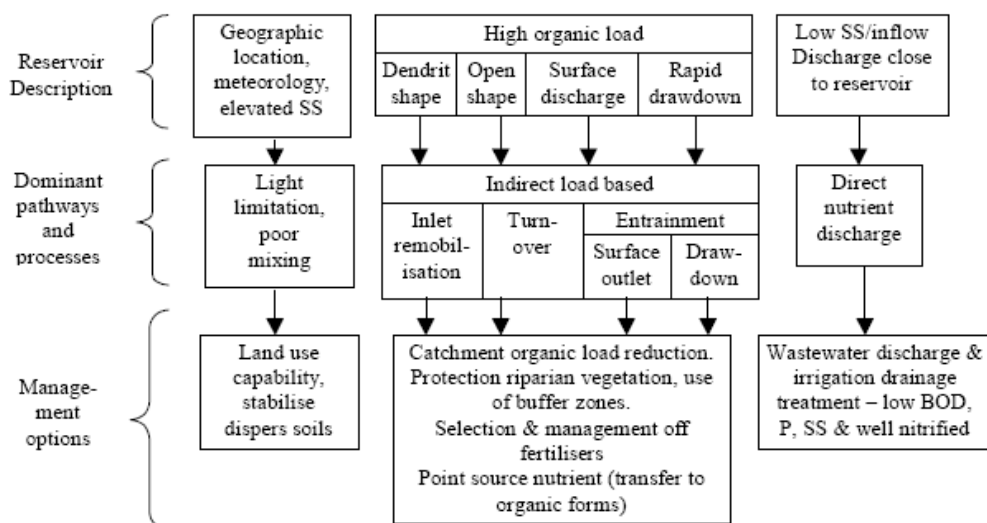 Reservoir
Description
Geographic
location,
meteorology,
elevated SS
High organic load
Dendrit
shape
Open
shape
Surface
discharge
Rapid
drawdown
Low SS/inflow
Discharge close
to reservoir
Dominant
pathways
and
processes
Light
limitation,
poor
mixing
Indirect load based
Inlet
remobil-
isation
Turn-
over
Entrainment
Surface
outlet
Draw-
down
Direct
nutrient
discharge
Manage-
ment
options
Land use
capability,
stabilise
dispers soils
Catchment organic load reduction.
Protection riparian vegetation, use
of buffer zones.
Selection & management off
fertilisers
Point source nutrient (transfer to
organic forms)
Wastewater discharge &
irrigation drainage
treatment – low BOD,
P, SS & well nitrified